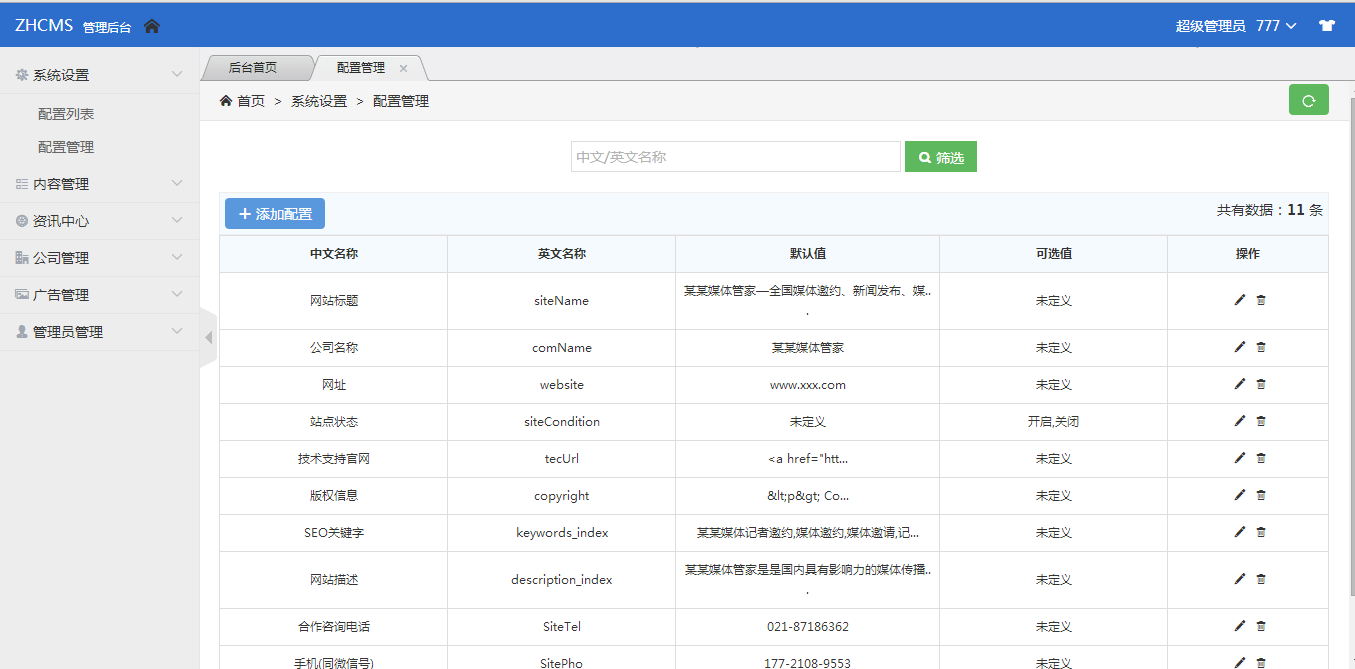 ZHCMS 管理后台 超级管理员 777
系统设置
配置列表
配置管理
内容管理
资讯中心
公司管理
广告管理
管理员管理
后台首页 配置管理
首页 > 系统设置 > 配置管理
中文/英文名称 筛选
添加配置 共有数据：11 条
中文名称 英文名称 默认值 可选值 操作
网站标题 siteName 某某媒体管家—全国媒体邀约、新闻发布、媒... 未定义
公司名称 comName 某某媒体管家 未定义
网址 website www.xxx.com 未定义
站点状态 siteCondition 未定义 开启,关闭
技术支持官网 tecUrl <a href="htt... 未定义
版权信息 copyright &lt;p&gt; Co... 未定义
SEO关键字 keywords_index 某某媒体记者邀约,媒体邀约,媒体邀请,记... 未定义
网站描述 description_index 某某媒体管家是是国内具有影响力的媒体传播... 未定义
合作咨询电话 SiteTel 021-87186362 未定义
手机(同微信号) SitePho 177-2108-9553 未定义